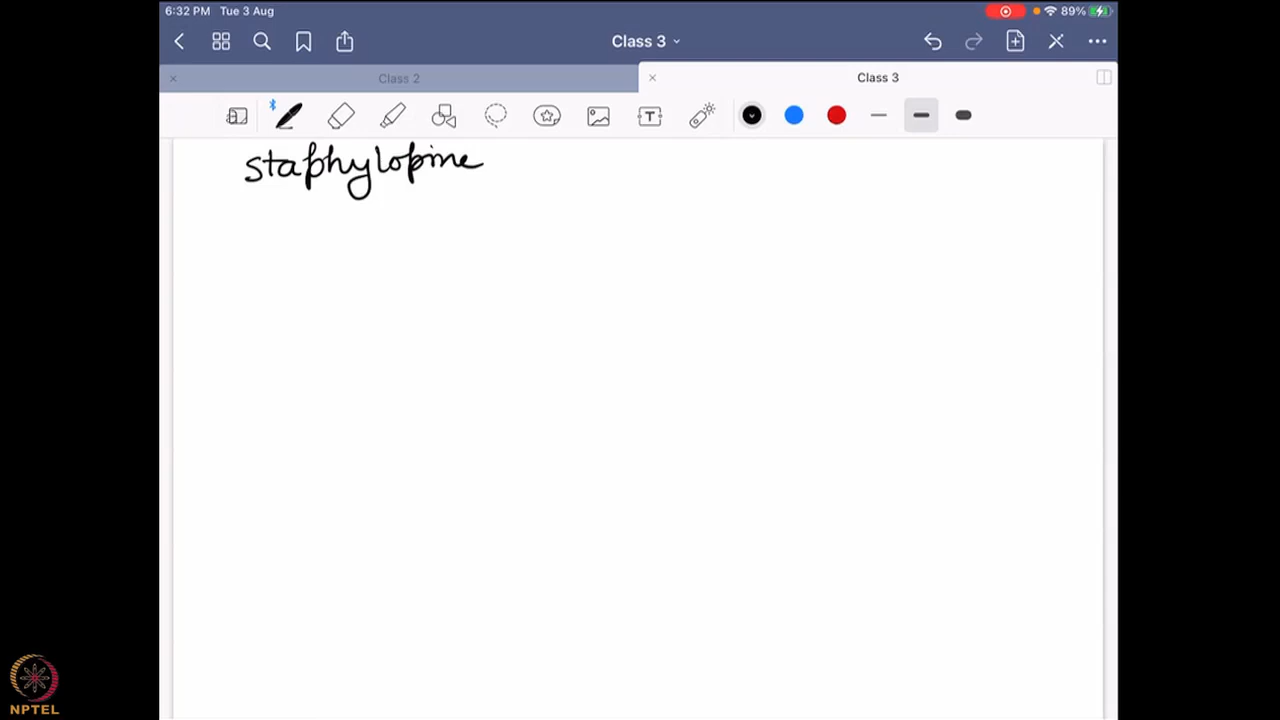 6:32 PM Tue 3 Aug
89%
Class 3
Class 2
Class 3
T
staphylopine
NPTEL